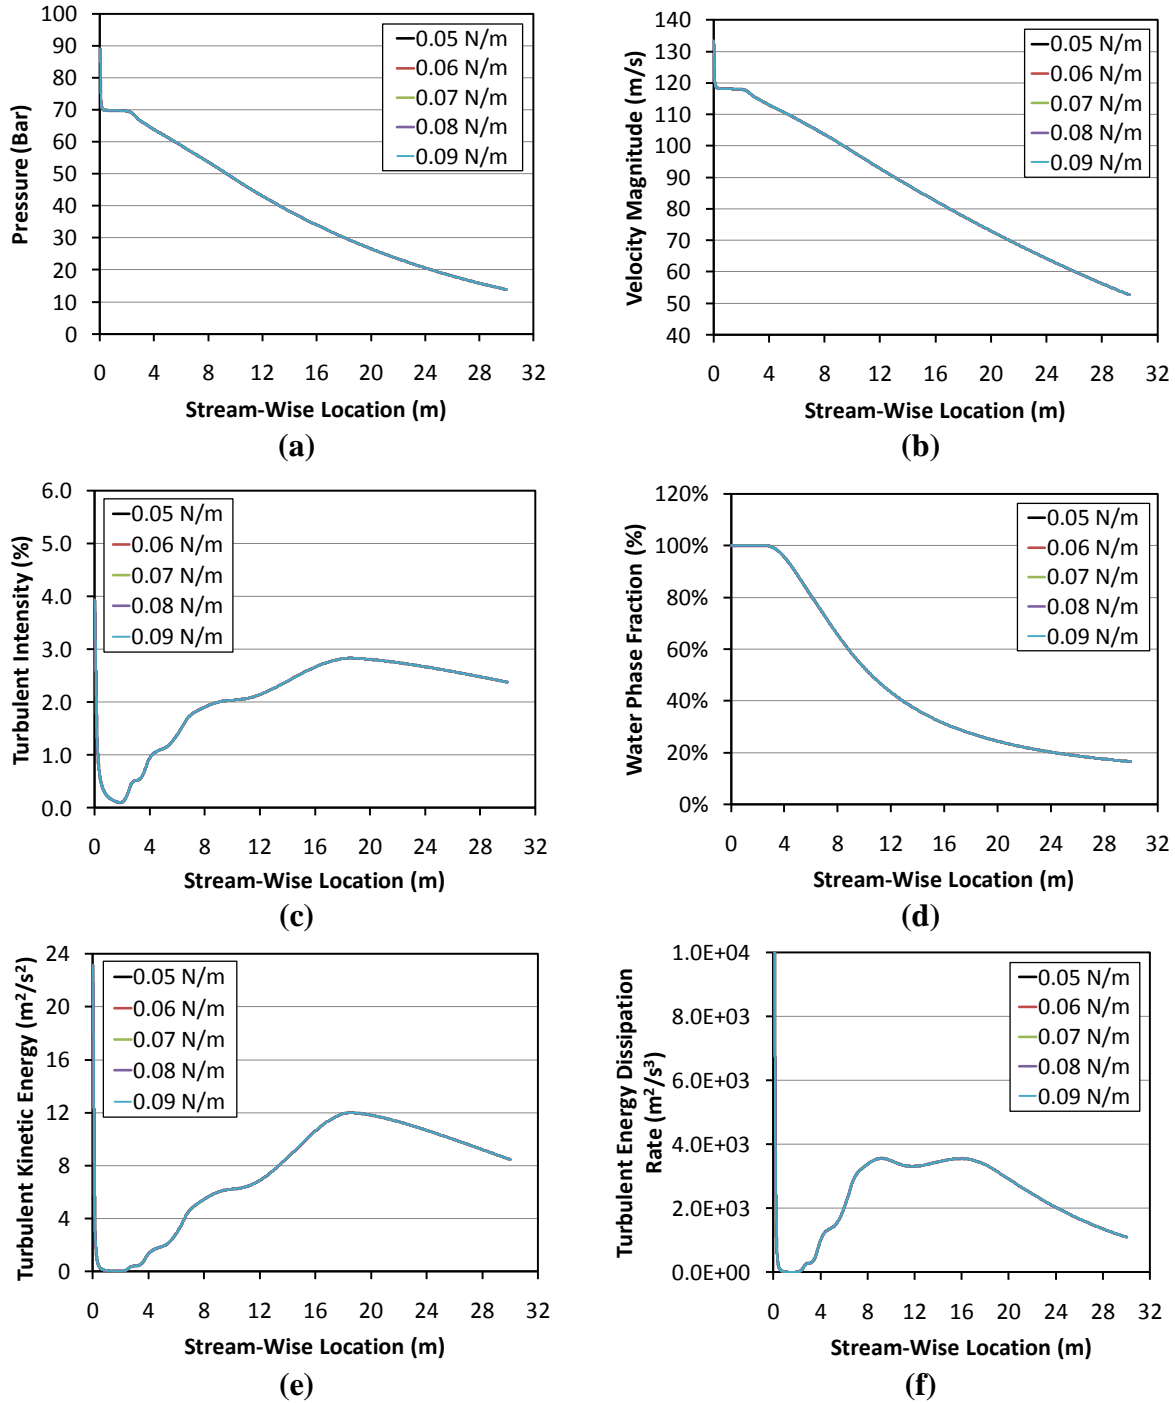 100
90
80
70
60
50
40
30
20
10
0
Pressure (Bar)
0.05 N/m
0.06 N/m
0.07 N/m
0.08 N/m
0.09 N/m
0 4 8 12 16 20 24 28 32
Stream-Wise Location (m)
(a)
140
130
120
110
100
90
80
70
60
50
40
Velocity Magnitude (m/s)
0.05 N/m
0.06 N/m
0.07 N/m
0.08 N/m
0.09 N/m
0 4 8 12 16 20 24 28 32
Stream-Wise Location (m)
(b)
6.0
5.0
4.0
3.0
2.0
1.0
0.0
Turbulent Intensity (%)
0.05 N/m
0.06 N/m
0.07 N/m
0.08 N/m
0.09 N/m
0 4 8 12 16 20 24 28 32
Stream-Wise Location (m)
(c)
120%
100%
80%
60%
40%
20%
0%
Water Phase Fraction (%)
0.05 N/m
0.06 N/m
0.07 N/m
0.08 N/m
0.09 N/m
0 4 8 12 16 20 24 28 32
Stream-Wise Location (m)
(d)
24
20
16
12
8
4
0
Turbulent Kinetic Energy (m²/s²)
0.05 N/m
0.06 N/m
0.07 N/m
0.08 N/m
0.09 N/m
0 4 8 12 16 20 24 28 32
Stream-Wise Location (m)
(e)
1.0E+04
8.0E+03
6.0E+03
4.0E+03
2.0E+03
0.0E+00
Turbulent Energy Dissipation
Rate (m²/s³)
0.05 N/m
0.06 N/m
0.07 N/m
0.08 N/m
0.09 N/m
0 4 8 12 16 20 24 28 32
Stream-Wise Location (m)
(f)